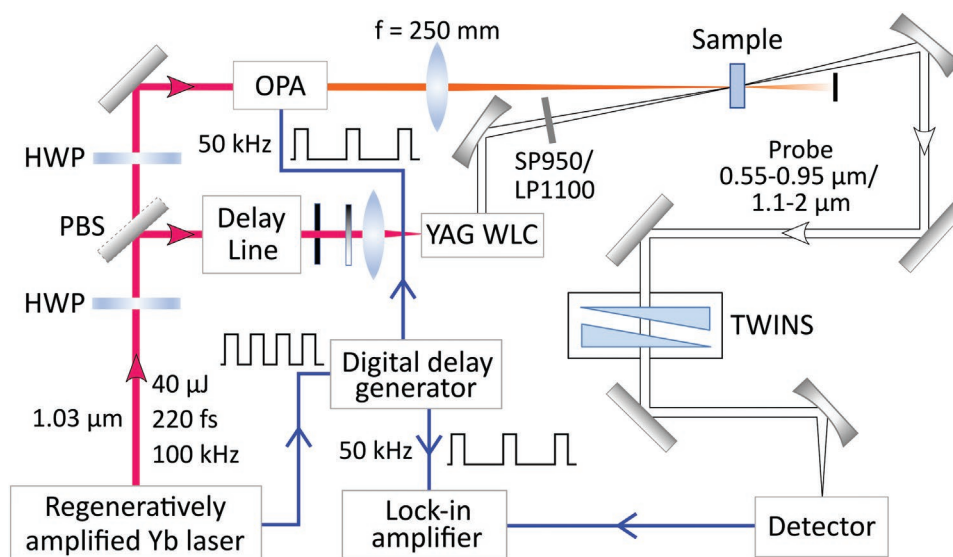 f = 250 mm
Sample
OPA
50 kHz
HWP
SP950/
LP1100
Probe
0.55-0.95 µm/
1.1-2 µm
PBS
Delay
Line
YAG WLC
HWP
TWINS
Digital delay
generator
1.03 µm
40 µJ
220 fs
100 kHz
50 kHz
Regeneratively
amplified Yb laser
Lock-in
amplifier
Detector